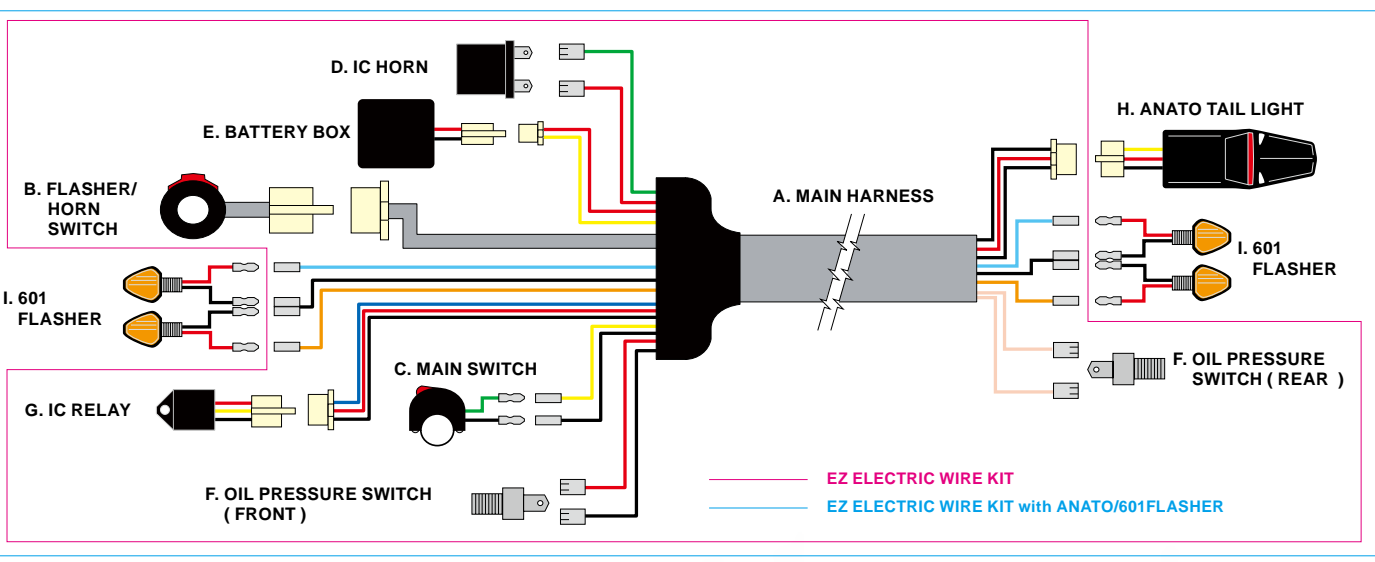 D. IC HORN
E. BATTERY BOX
B. FLASHER/
HORN
SWITCH
I. 601
FLASHER
G. IC RELAY
C. MAIN SWITCH
F. OIL PRESSURE SWITCH
( FRONT )
A. MAIN HARNESS
H. ANATO TAIL LIGHT
I. 601
FLASHER
F. OIL PRESSURE
SWITCH ( REAR )
EZ ELECTRIC WIRE KIT
EZ ELECTRIC WIRE KIT with ANATO/601FLASHER